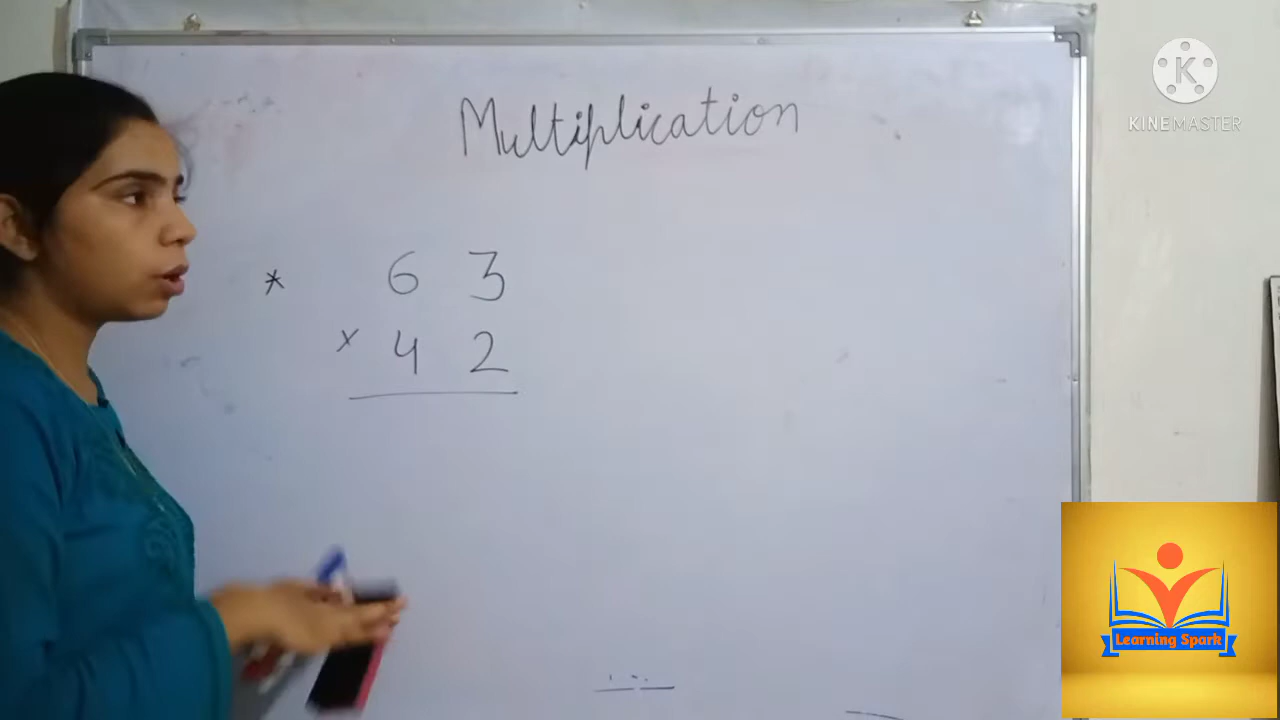 Multiplication
K
KINEMASTER
* 6 3
× 4 2
Learning Spark